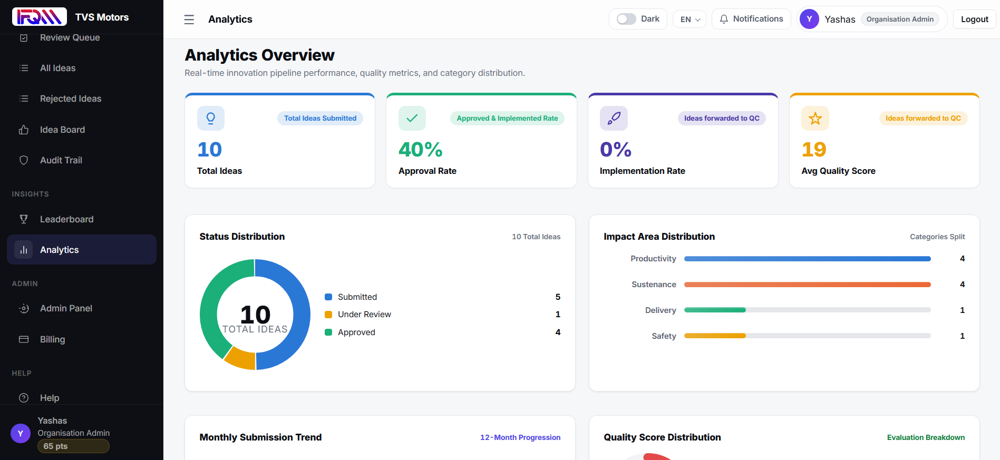 IFQM
TVS Motors
Review Queue
All Ideas
Rejected Ideas
Idea Board
Audit Trail
INSIGHTS
Leaderboard
Analytics
ADMIN
Admin Panel
Billing
HELP
Help
Y
Yashas
Organisation Admin
65 pts
Analytics
Dark
EN
Notifications
Y
Yashas
Organisation Admin
Logout
Analytics Overview
Real-time innovation pipeline performance, quality metrics, and category distribution.
Total Ideas Submitted
10
Total Ideas
Approved & Implemented Rate
40%
Approval Rate
Ideas forwarded to QC
0%
Implementation Rate
Ideas forwarded to QC
19
Avg Quality Score
Status Distribution
10 Total Ideas
10
TOTAL IDEAS
Submitted 5
Under Review 1
Approved 4
Impact Area Distribution
Categories Split
Productivity 4
Sustenance 4
Delivery 1
Safety 1
Monthly Submission Trend
12-Month Progression
Quality Score Distribution
Evaluation Breakdown